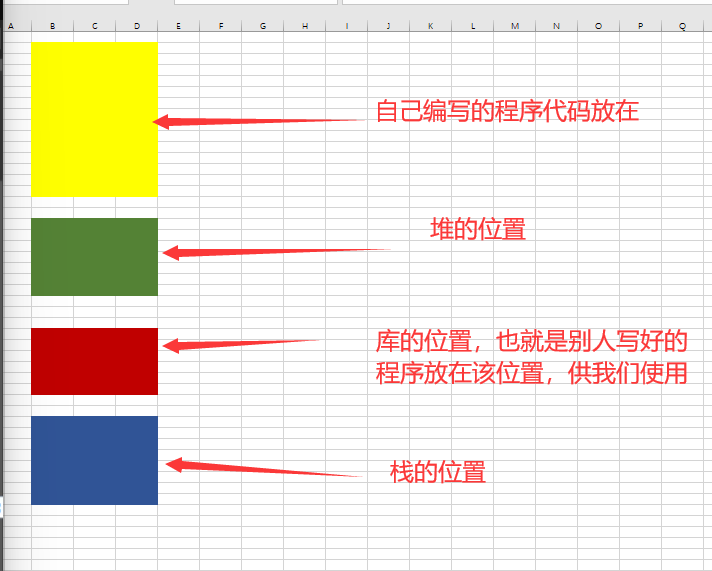 A B C D E F G H I J K L M N O P Q
自己编写的程序代码放在
堆的位置
库的位置，也就是别人写好的
程序放在该位置，供我们使用
栈的位置